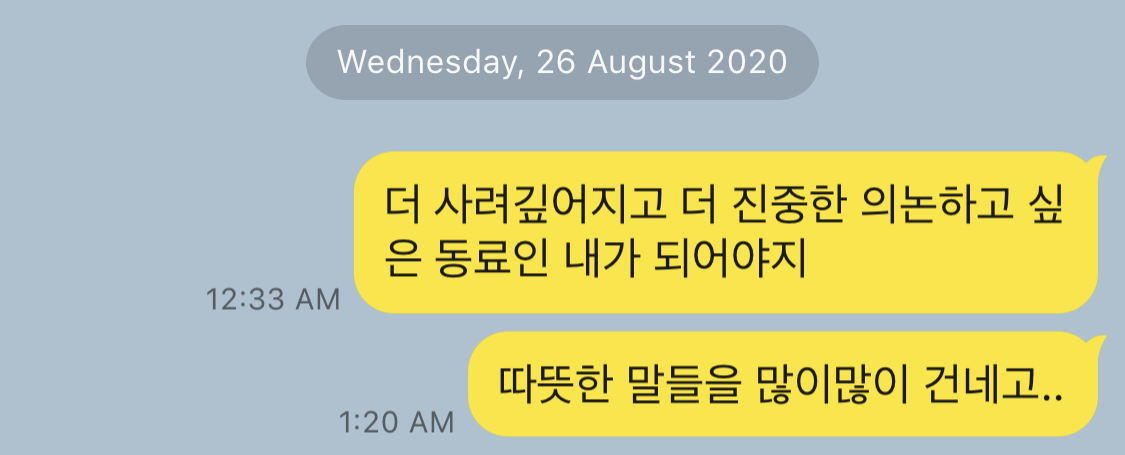 Wednesday, 26 August 2020
더 사려깊어지고 더 진중한 의논하고 싶
은 동료인 내가 되어야지
12:33 AM
따뜻한 말들을 많이많이 건네고..
1:20 AM